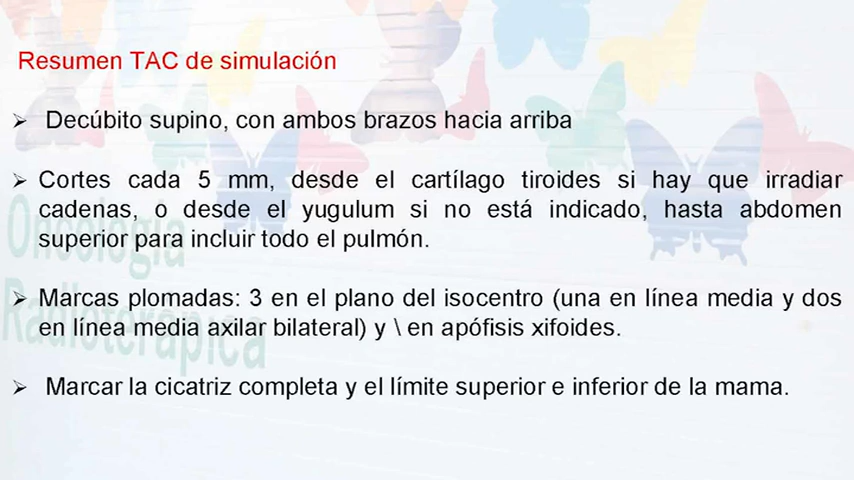 Resumen TAC de simulación
Decúbito supino, con ambos brazos hacia arriba
Cortes cada 5 mm, desde el cartílago tiroides si hay que irradiar
cadenas, o desde el yugulum si no está indicado, hasta abdomen
superior para incluir todo el pulmón.
Marcas plomadas: 3 en el plano del isocentro (una en línea media y dos
en línea media axilar bilateral) y \ en apófisis xifoides.
Marcar la cicatriz completa y el límite superior e inferior de la mama.
Oncología
Radioterápica